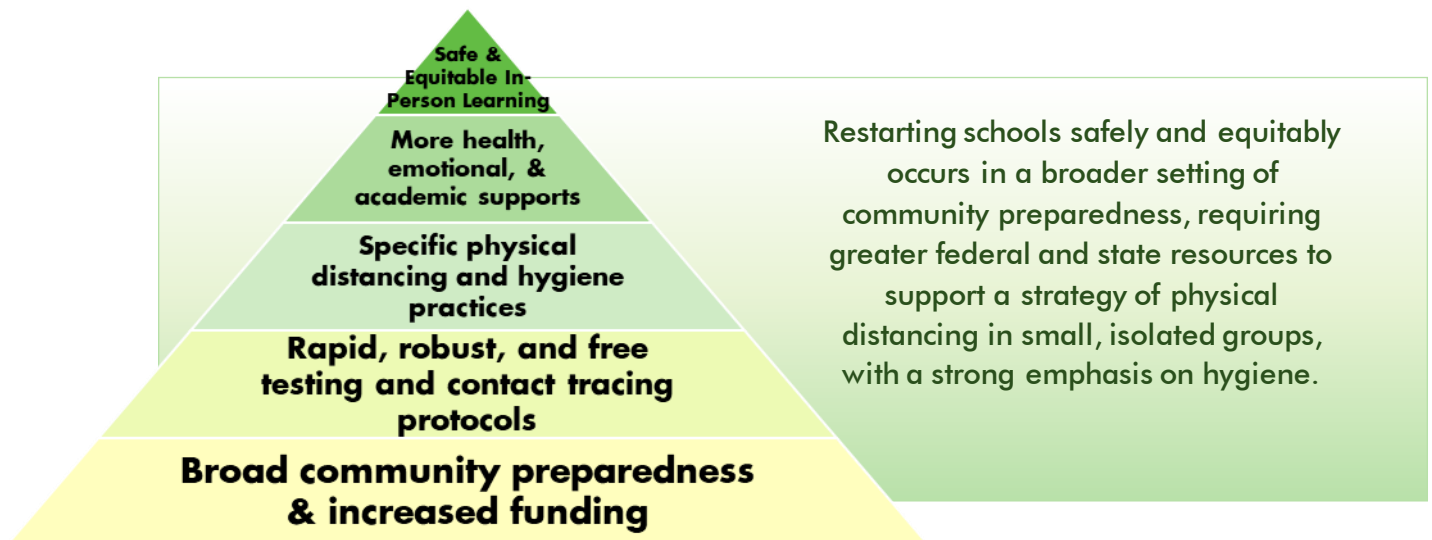 Safe &
Equitable In-
Person Learning
More health,
emotional, &
academic supports
Specific physical
distancing and hygiene
practices
Rapid, robust, and free
testing and contact tracing
protocols
Broad community preparedness
& increased funding
Restarting schools safely and equitably
occurs in a broader setting of
community preparedness, requiring
greater federal and state resources to
support a strategy of physical
distancing in small, isolated groups,
with a strong emphasis on hygiene.